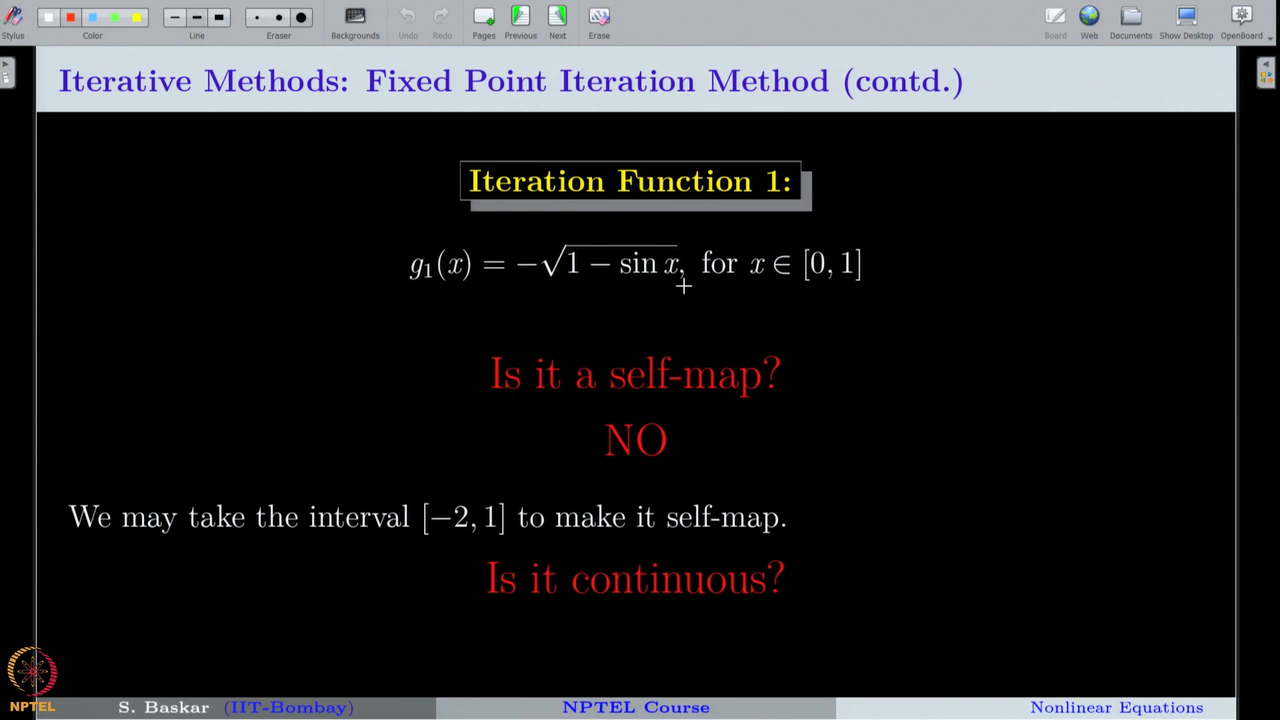 Stylus Color Line Eraser Backgrounds Undo Redo Pages Previous Next Erase Board Web Documents Show Desktop OpenBoard
Iterative Methods: Fixed Point Iteration Method (contd.)
Iteration Function 1:
g₁(x) = −√(1 − sin x), for x ∈ [0, 1]
Is it a self-map?
NO
We may take the interval [−2, 1] to make it self-map.
Is it continuous?
NPTEL
S. Baskar (IIT-Bombay) NPTEL Course Nonlinear Equations